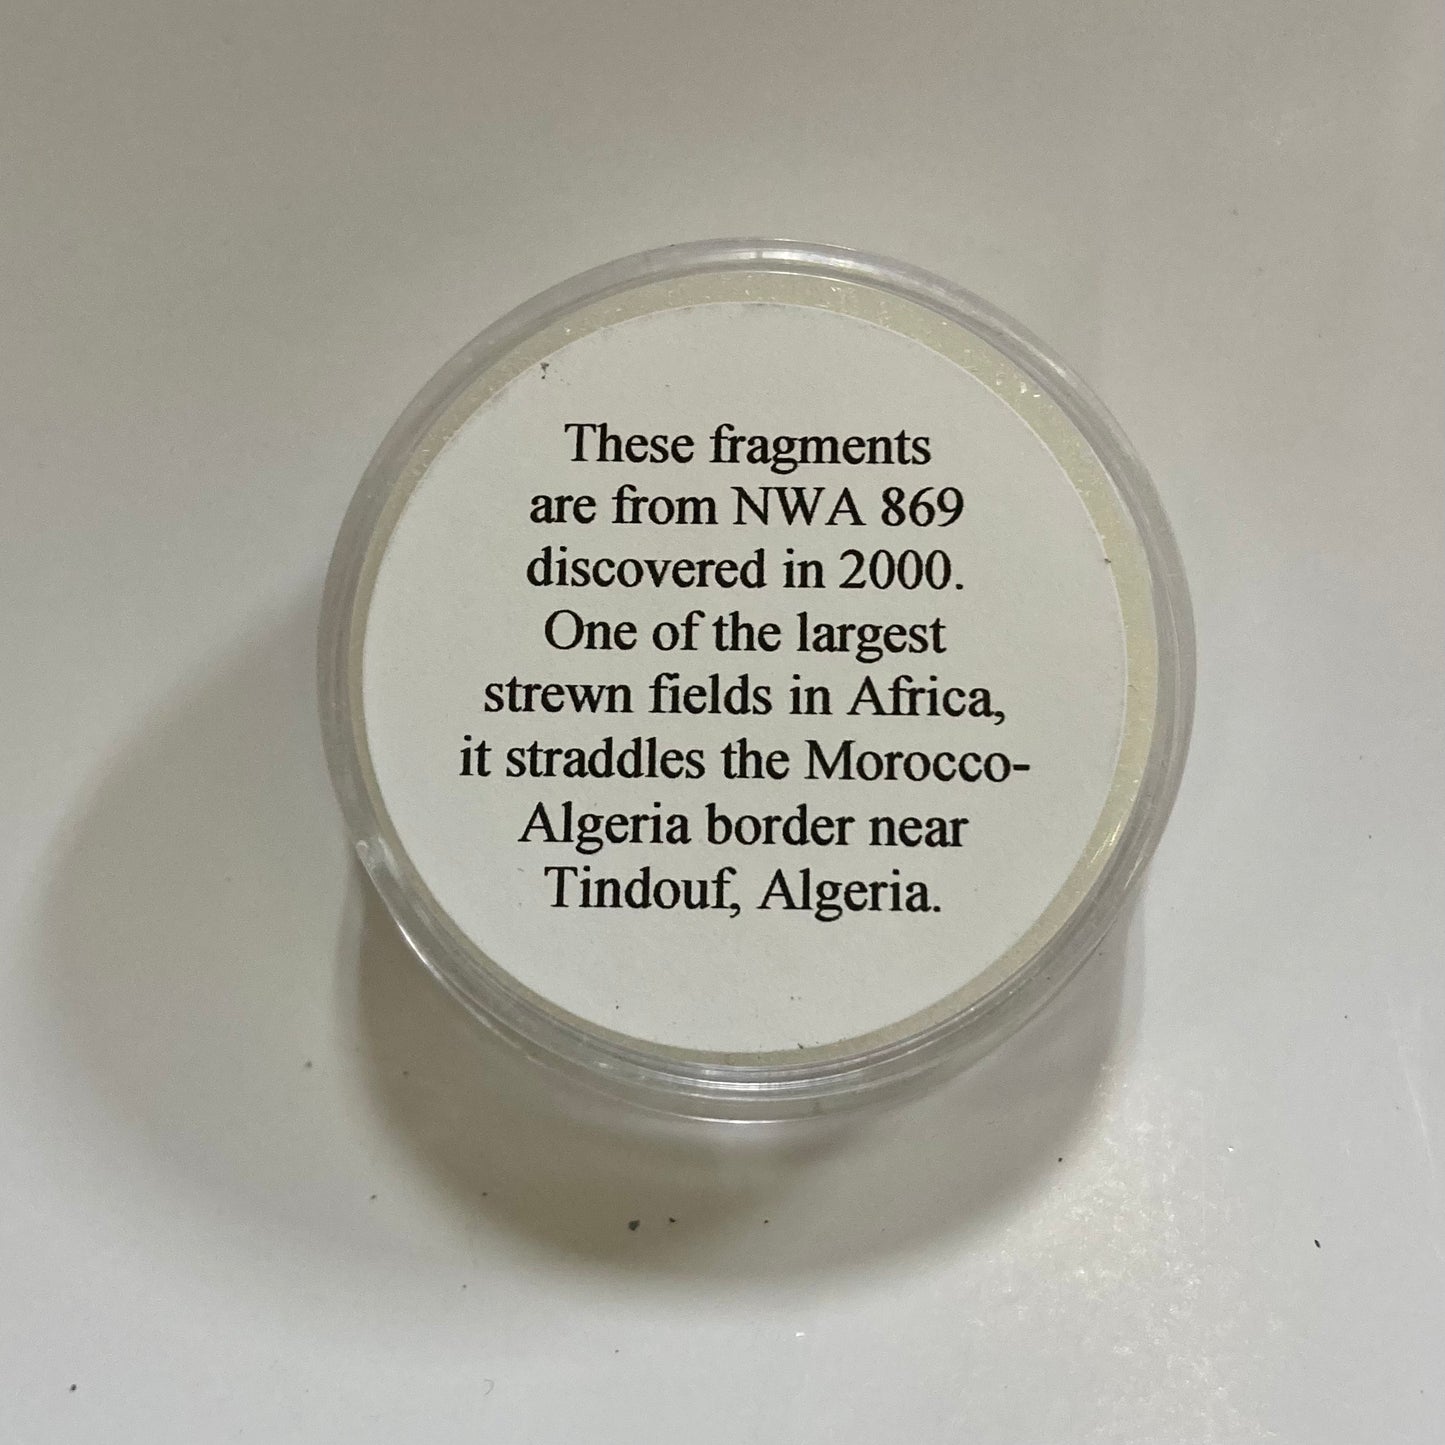 These fragments
are from NWA 869
discovered in 2000.
One of the largest
strewn fields in Africa,
it straddles the Morocco-
Algeria border near
Tindouf, Algeria.